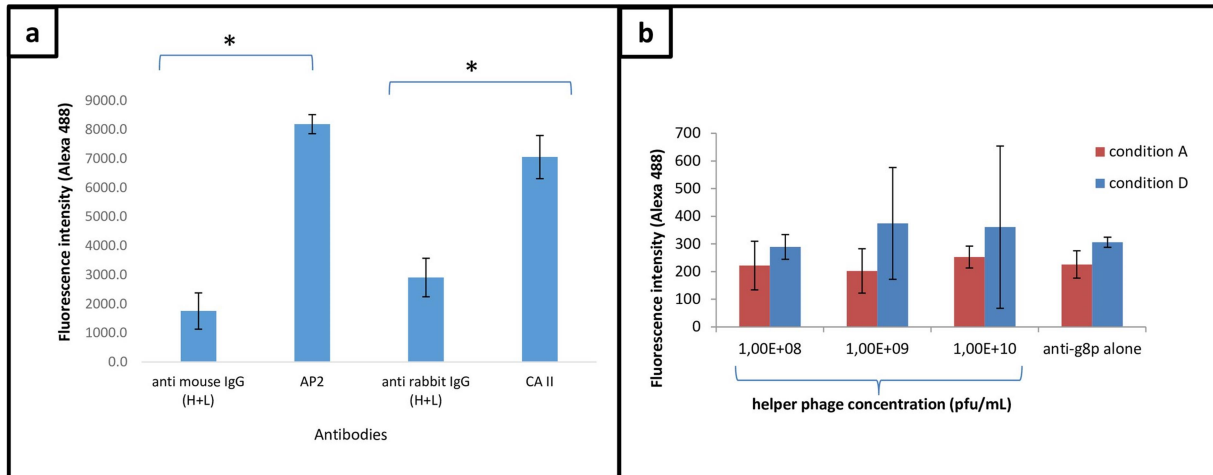 a
*
*
Fluorescence intensity (Alexa 488)
9000.0
8000.0
7000.0
6000.0
5000.0
4000.0
3000.0
2000.0
1000.0
0.0
anti mouse IgG
(H+L)
AP2
anti rabbit IgG
(H+L)
CA II
Antibodies
b
Fluorescence intensity (Alexa 488)
700
600
500
400
300
200
100
0
condition A
condition D
1,00E+08
1,00E+09
1,00E+10
anti-g8p alone
helper phage concentration (pfu/mL)